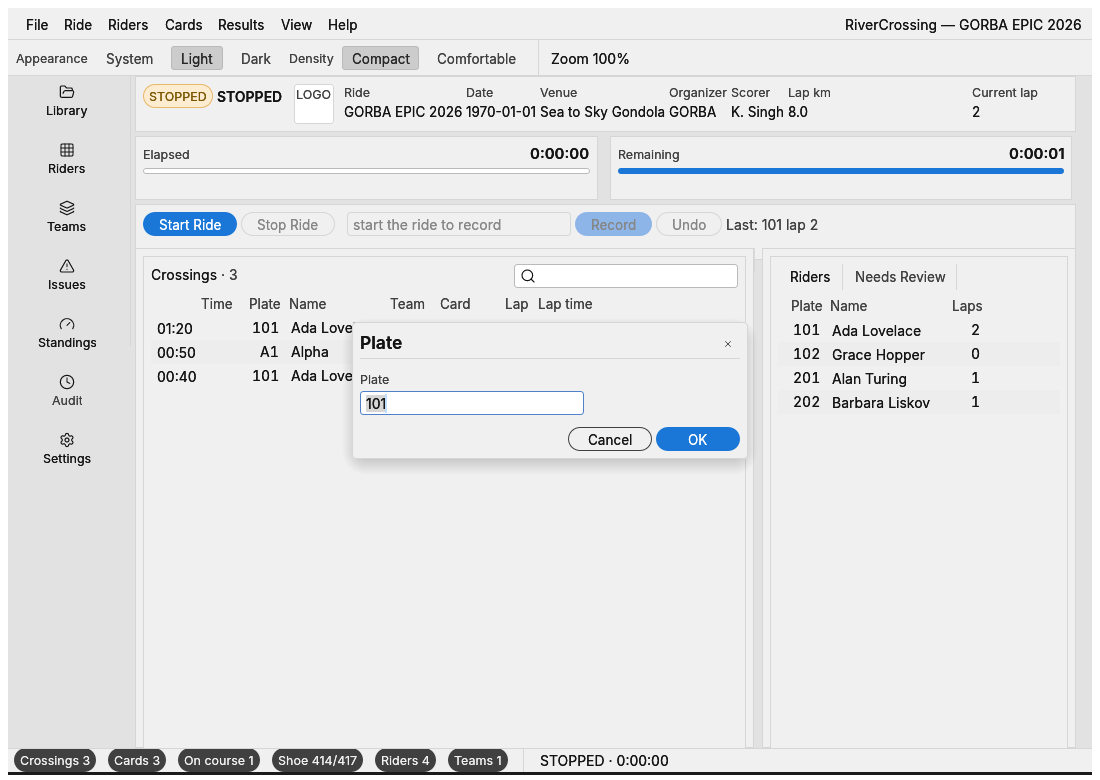 File Ride Riders Cards Results View Help RiverCrossing — GORBA EPIC 2026
Appearance System Light Dark Density Compact Comfortable Zoom 100%
Library
Riders
Teams
Issues
Standings
Audit
Settings
STOPPED STOPPED LOGO
Ride Date Venue Organizer Scorer Lap km Current lap
GORBA EPIC 2026 1970-01-01 Sea to Sky Gondola GORBA K. Singh 8.0 2
Elapsed 0:00:00 Remaining 0:00:01
Start Ride Stop Ride start the ride to record Record Undo Last: 101 lap 2
Crossings · 3
Time Plate Name Team Card Lap Lap time
01:20 101 Ada Love
00:50 A1 Alpha
00:40 101 Ada Love
Plate ×
Plate
101
Cancel OK
Riders Needs Review
Plate Name Laps
101 Ada Lovelace 2
102 Grace Hopper 0
201 Alan Turing 1
202 Barbara Liskov 1
Crossings 3 Cards 3 On course 1 Shoe 414/417 Riders 4 Teams 1 STOPPED · 0:00:00